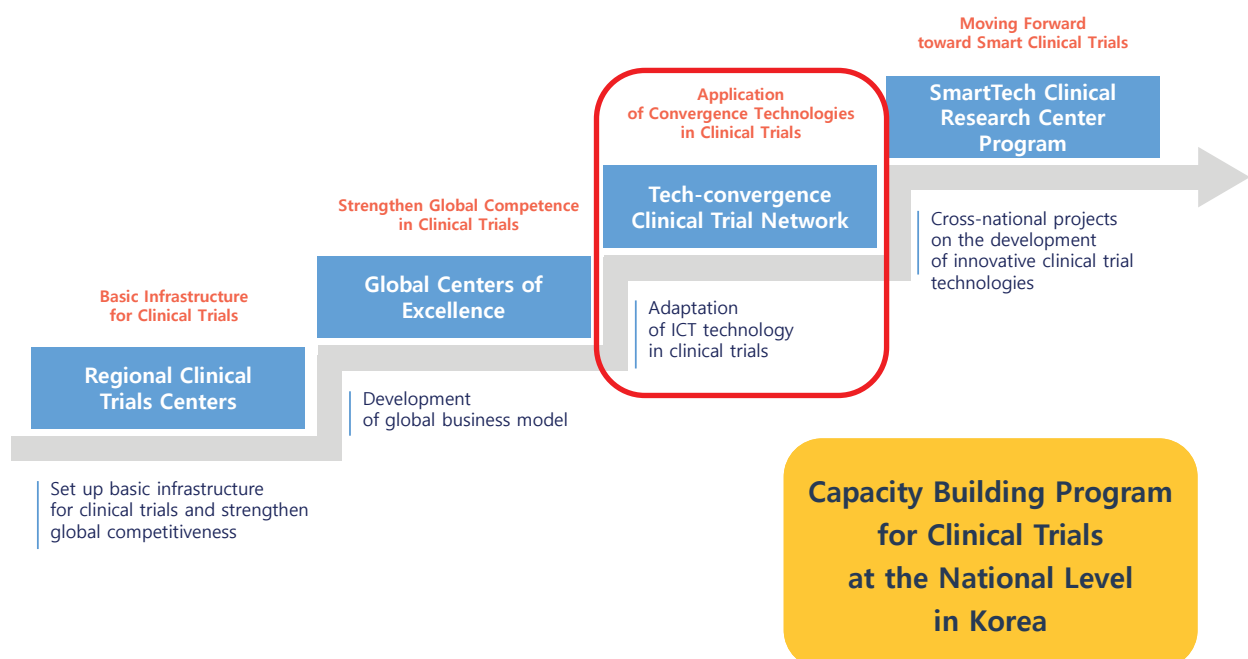 Basic Infrastructure
for Clinical Trials
Regional Clinical
Trials Centers
Set up basic infrastructure
for clinical trials and strengthen
global competitiveness
Strengthen Global Competence
in Clinical Trials
Global Centers of
Excellence
Development
of global business model
Application
of Convergence Technologies
in Clinical Trials
Tech-convergence
Clinical Trial Network
Adaptation
of ICT technology
in clinical trials
Moving Forward
toward Smart Clinical Trials
SmartTech Clinical
Research Center
Program
Cross-national projects
on the development
of innovative clinical trial
technologies
Capacity Building Program
for Clinical Trials
at the National Level
in Korea